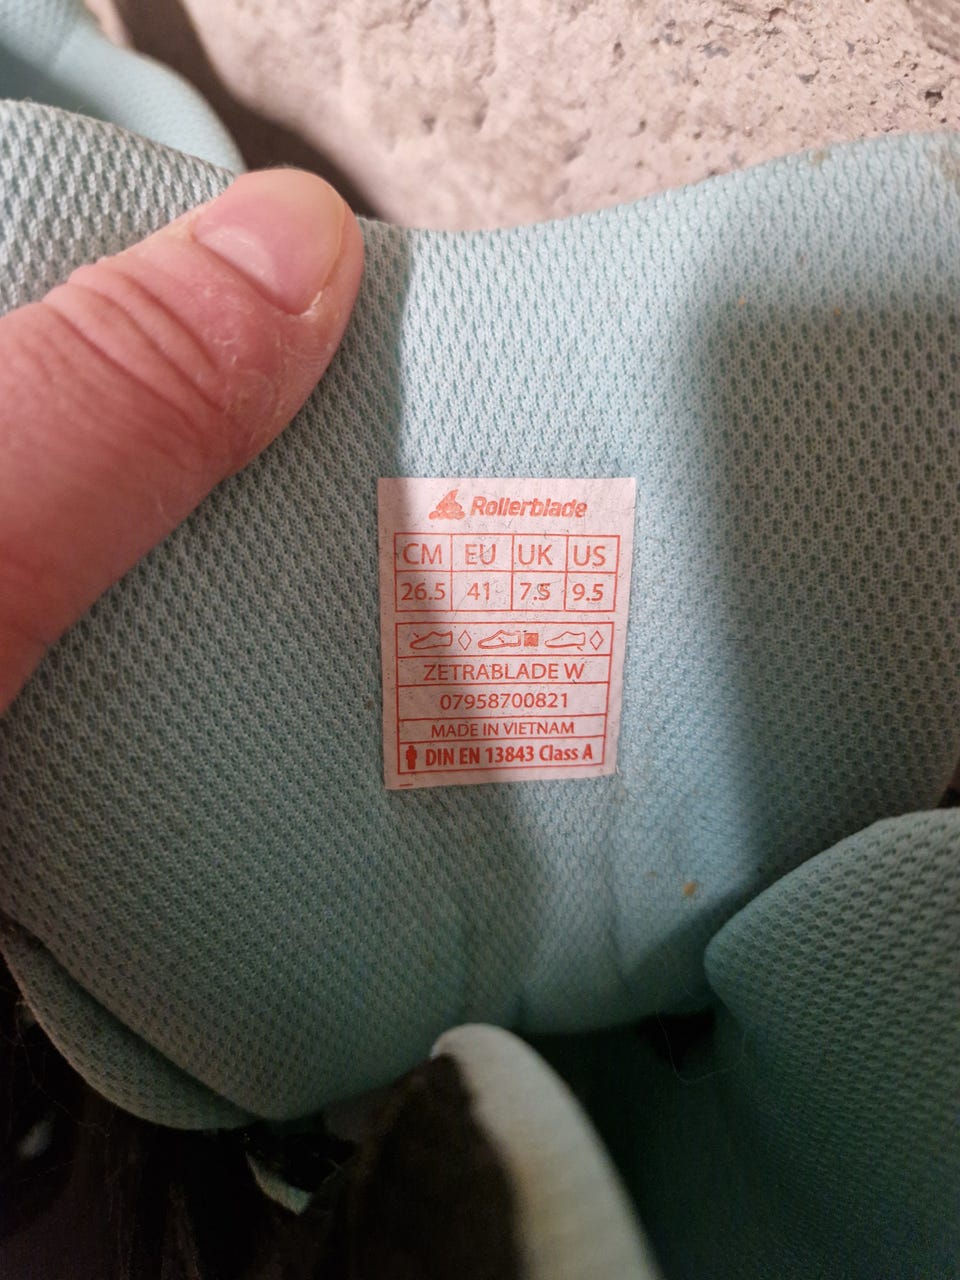 Rollerblade
CM EU UK US
26.5 41 7.5 9.5
ZETRABLADE W
07958700821
MADE IN VIETNAM
DIN EN 13843 Class A